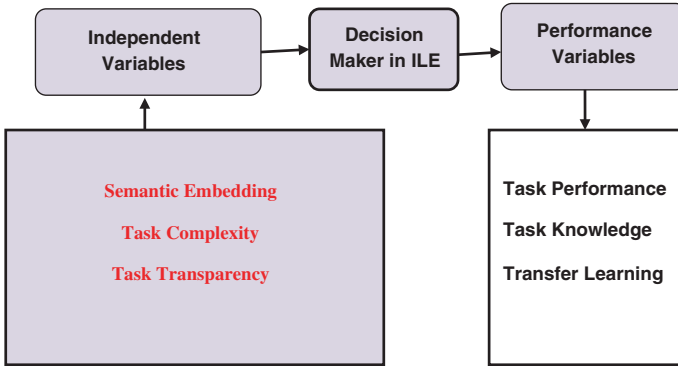 Independent
Variables
Decision
Maker in ILE
Performance
Variables
Semantic Embedding
Task Complexity
Task Transparency
Task Performance
Task Knowledge
Transfer Learning